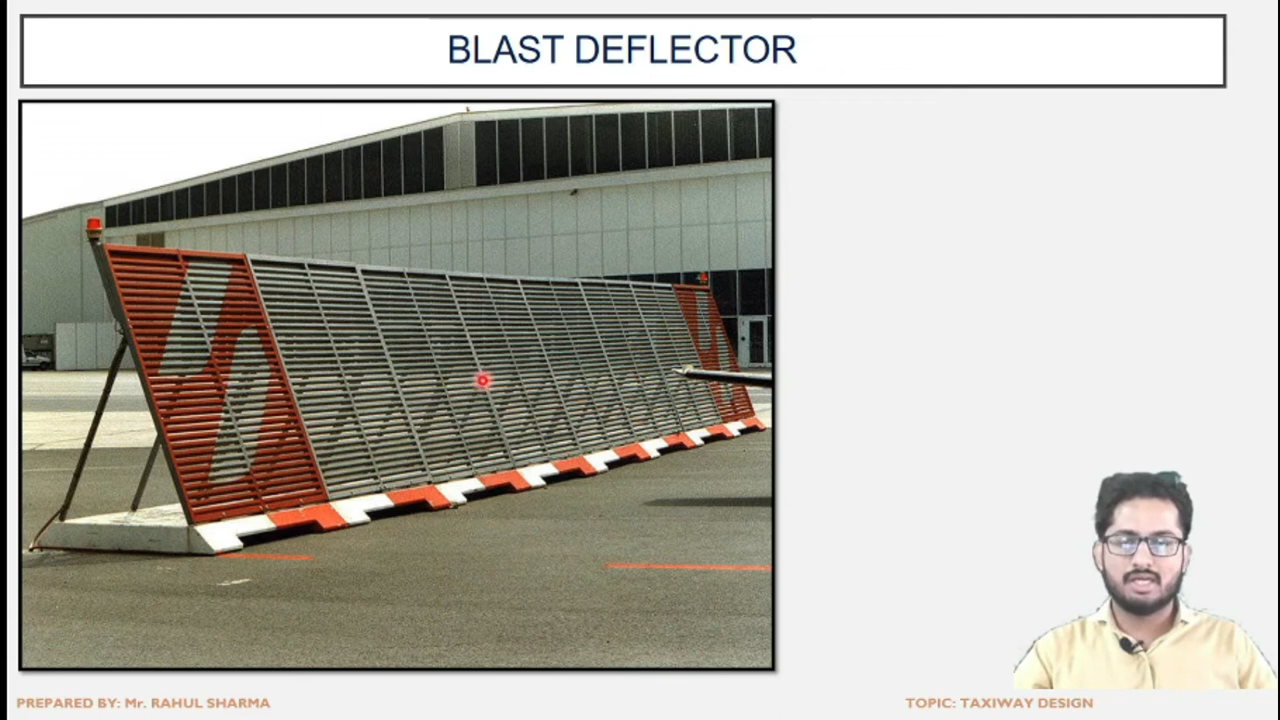 BLAST DEFLECTOR
PREPARED BY: Mr. RAHUL SHARMA
TOPIC: TAXIWAY DESIGN